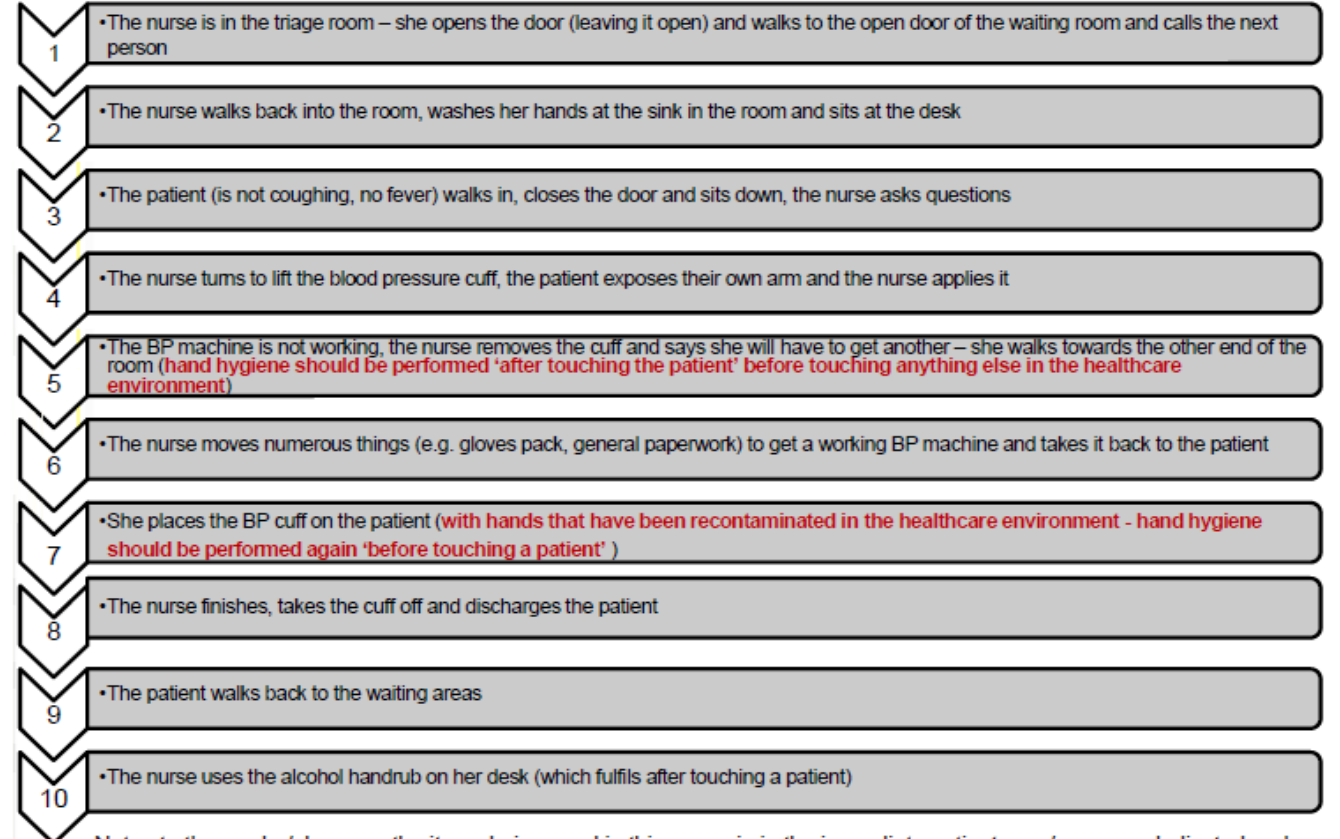 1
•The nurse is in the triage room – she opens the door (leaving it open) and walks to the open door of the waiting room and calls the next
person
2
•The nurse walks back into the room, washes her hands at the sink in the room and sits at the desk
3
•The patient (is not coughing, no fever) walks in, closes the door and sits down, the nurse asks questions
4
•The nurse turns to lift the blood pressure cuff, the patient exposes their own arm and the nurse applies it
5
•The BP machine is not working, the nurse removes the cuff and says she will have to get another – she walks towards the other end of the
room (hand hygiene should be performed ‘after touching the patient’ before touching anything else in the healthcare
environment)
6
•The nurse moves numerous things (e.g. gloves pack, general paperwork) to get a working BP machine and takes it back to the patient
7
•She places the BP cuff on the patient (with hands that have been recontaminated in the healthcare environment - hand hygiene
should be performed again ‘before touching a patient’ )
8
•The nurse finishes, takes the cuff off and discharges the patient
9
•The patient walks back to the waiting areas
10
•The nurse uses the alcohol handrub on her desk (which fulfils after touching a patient)